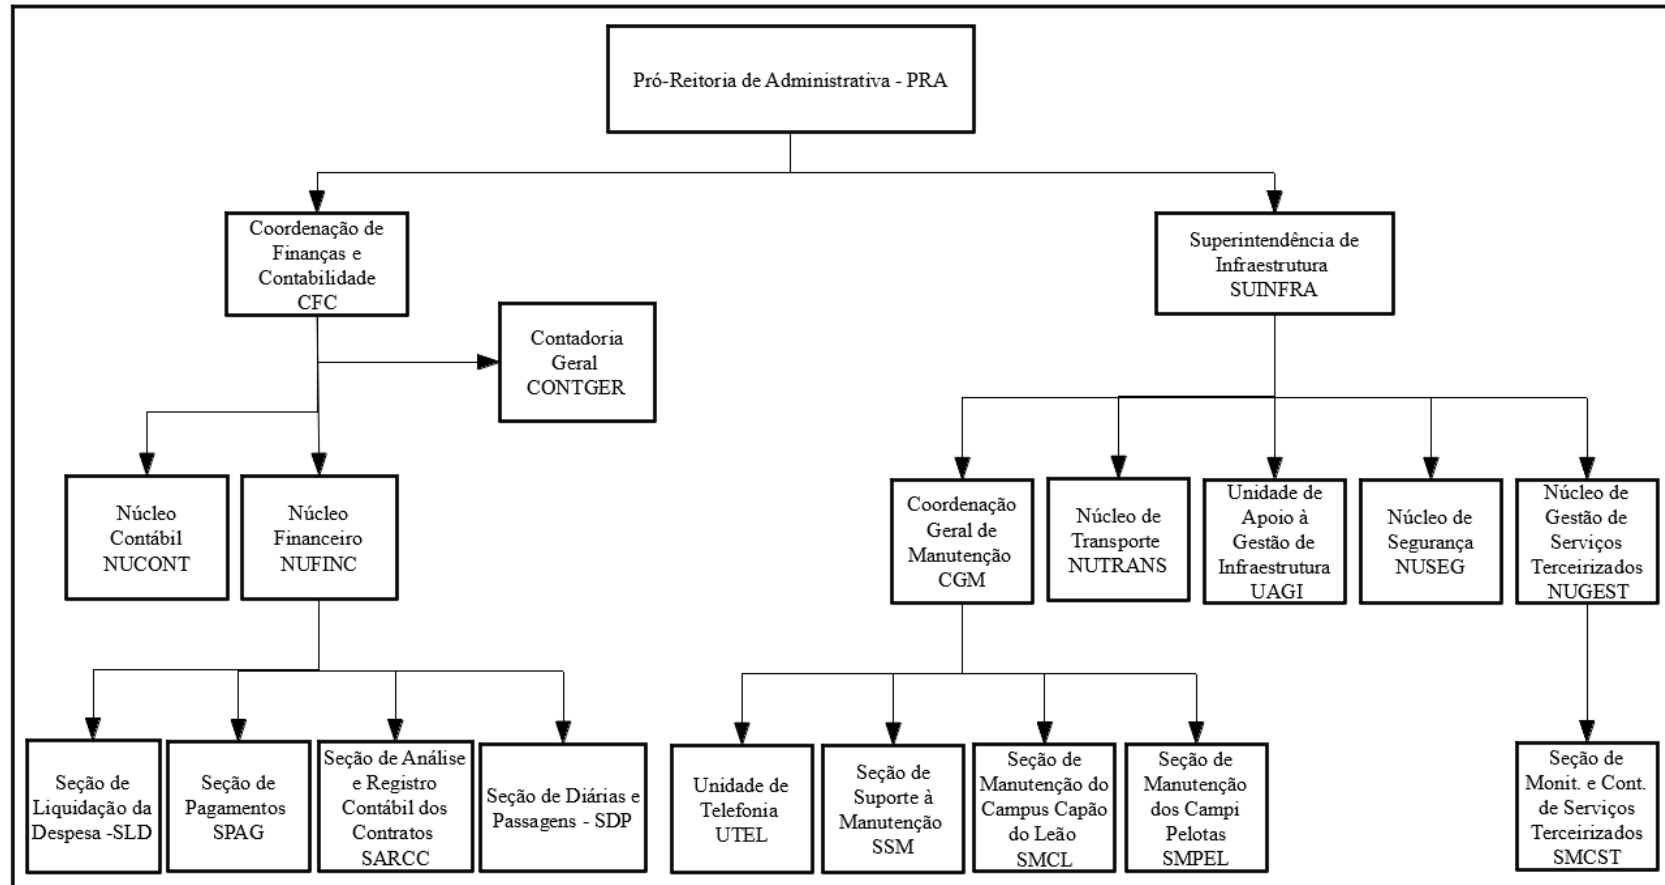 Pró-Reitoria de Administrativa - PRA
Coordenação de
Finanças e
Contabilidade
CFC
Superintendência de
Infraestrutura
SUINFRA
Contadoria
Geral
CONTGER
Núcleo
Contábil
NUCONT
Núcleo
Financeiro
NUFINC
Coordenação
Geral de
Manutenção
CGM
Núcleo de
Transporte
NUTRANS
Unidade de
Apoio à
Gestão de
Infraestrutura
UAGI
Núcleo de
Segurança
NUSEG
Núcleo de
Gestão de
Serviços
Terceirizados
NUGEST
Seção de
Liquidação da
Despesa -SLD
Seção de
Pagamentos
SPAG
Seção de Análise
e Registro
Contábil dos
Contratos
SARCC
Seção de Diárias e
Passagens - SDP
Unidade de
Telefonia
UTEL
Seção de
Suporte à
Manutenção
SSM
Seção de
Manutenção do
Campus Capão
do Leão
SMCL
Seção de
Manutenção
dos Campi
Pelotas
SMPEL
Seção de
Monit. e Cont.
de Serviços
Terceirizados
SMCST